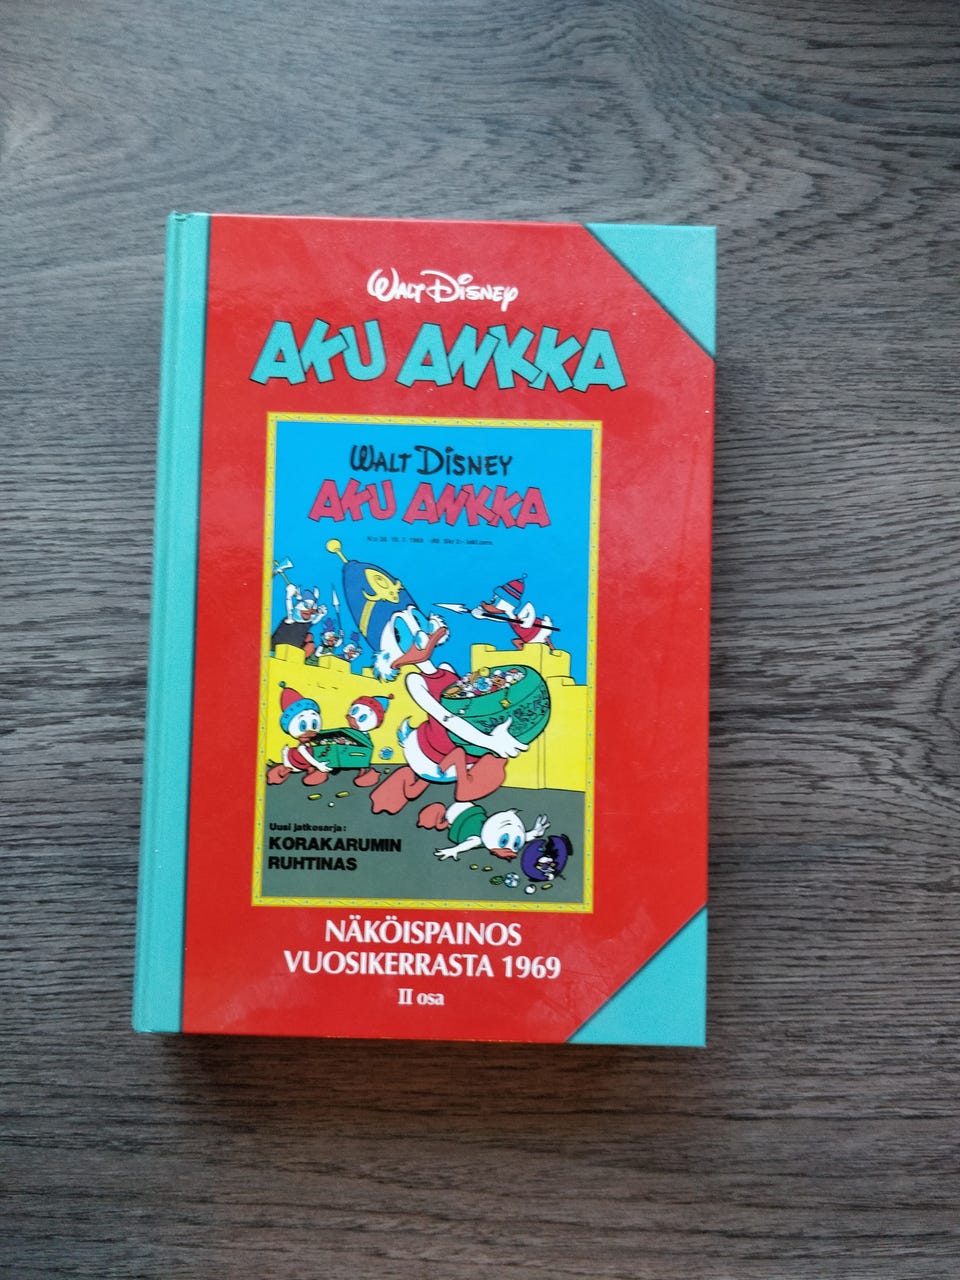 WALT DISNEY
AKU ANKKA
WALT DISNEY
AKU ANKKA
Uusi jatkosarja:
KORAKARUMIN
RUHTINAS
NÄKÖISPAINOS
VUOSIKERRASTA 1969
II osa